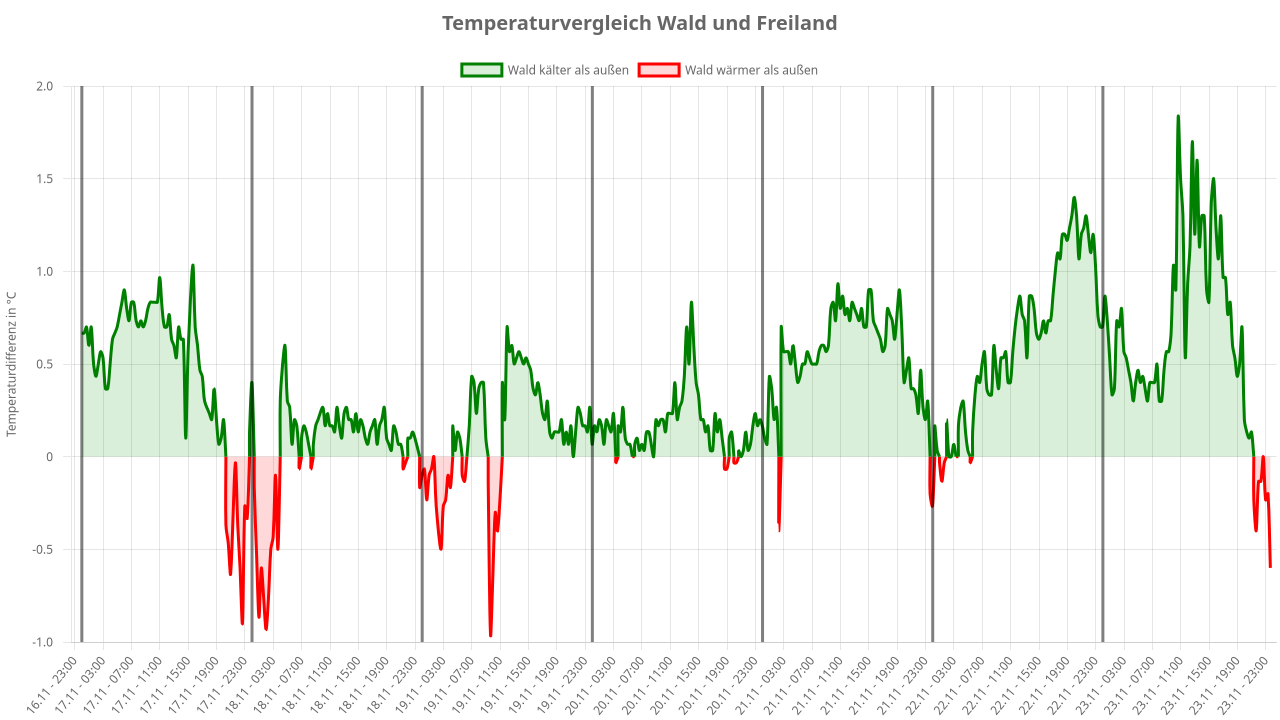 Temperaturvergleich Wald und Freiland
Wald kälter als außen
Wald wärmer als außen
Temperaturdifferenz in °C
2.0
1.5
1.0
0.5
0
-0.5
-1.0
16.11 - 23:00
17.11 - 03:00
17.11 - 07:00
17.11 - 11:00
17.11 - 15:00
17.11 - 19:00
17.11 - 23:00
18.11 - 03:00
18.11 - 07:00
18.11 - 11:00
18.11 - 15:00
18.11 - 19:00
18.11 - 23:00
19.11 - 03:00
19.11 - 07:00
19.11 - 11:00
19.11 - 15:00
19.11 - 19:00
19.11 - 23:00
20.11 - 03:00
20.11 - 07:00
20.11 - 11:00
20.11 - 15:00
20.11 - 19:00
20.11 - 23:00
21.11 - 03:00
21.11 - 07:00
21.11 - 11:00
21.11 - 15:00
21.11 - 19:00
21.11 - 23:00
22.11 - 03:00
22.11 - 07:00
22.11 - 11:00
22.11 - 15:00
22.11 - 19:00
22.11 - 23:00
23.11 - 03:00
23.11 - 07:00
23.11 - 11:00
23.11 - 15:00
23.11 - 19:00
23.11 - 23:00